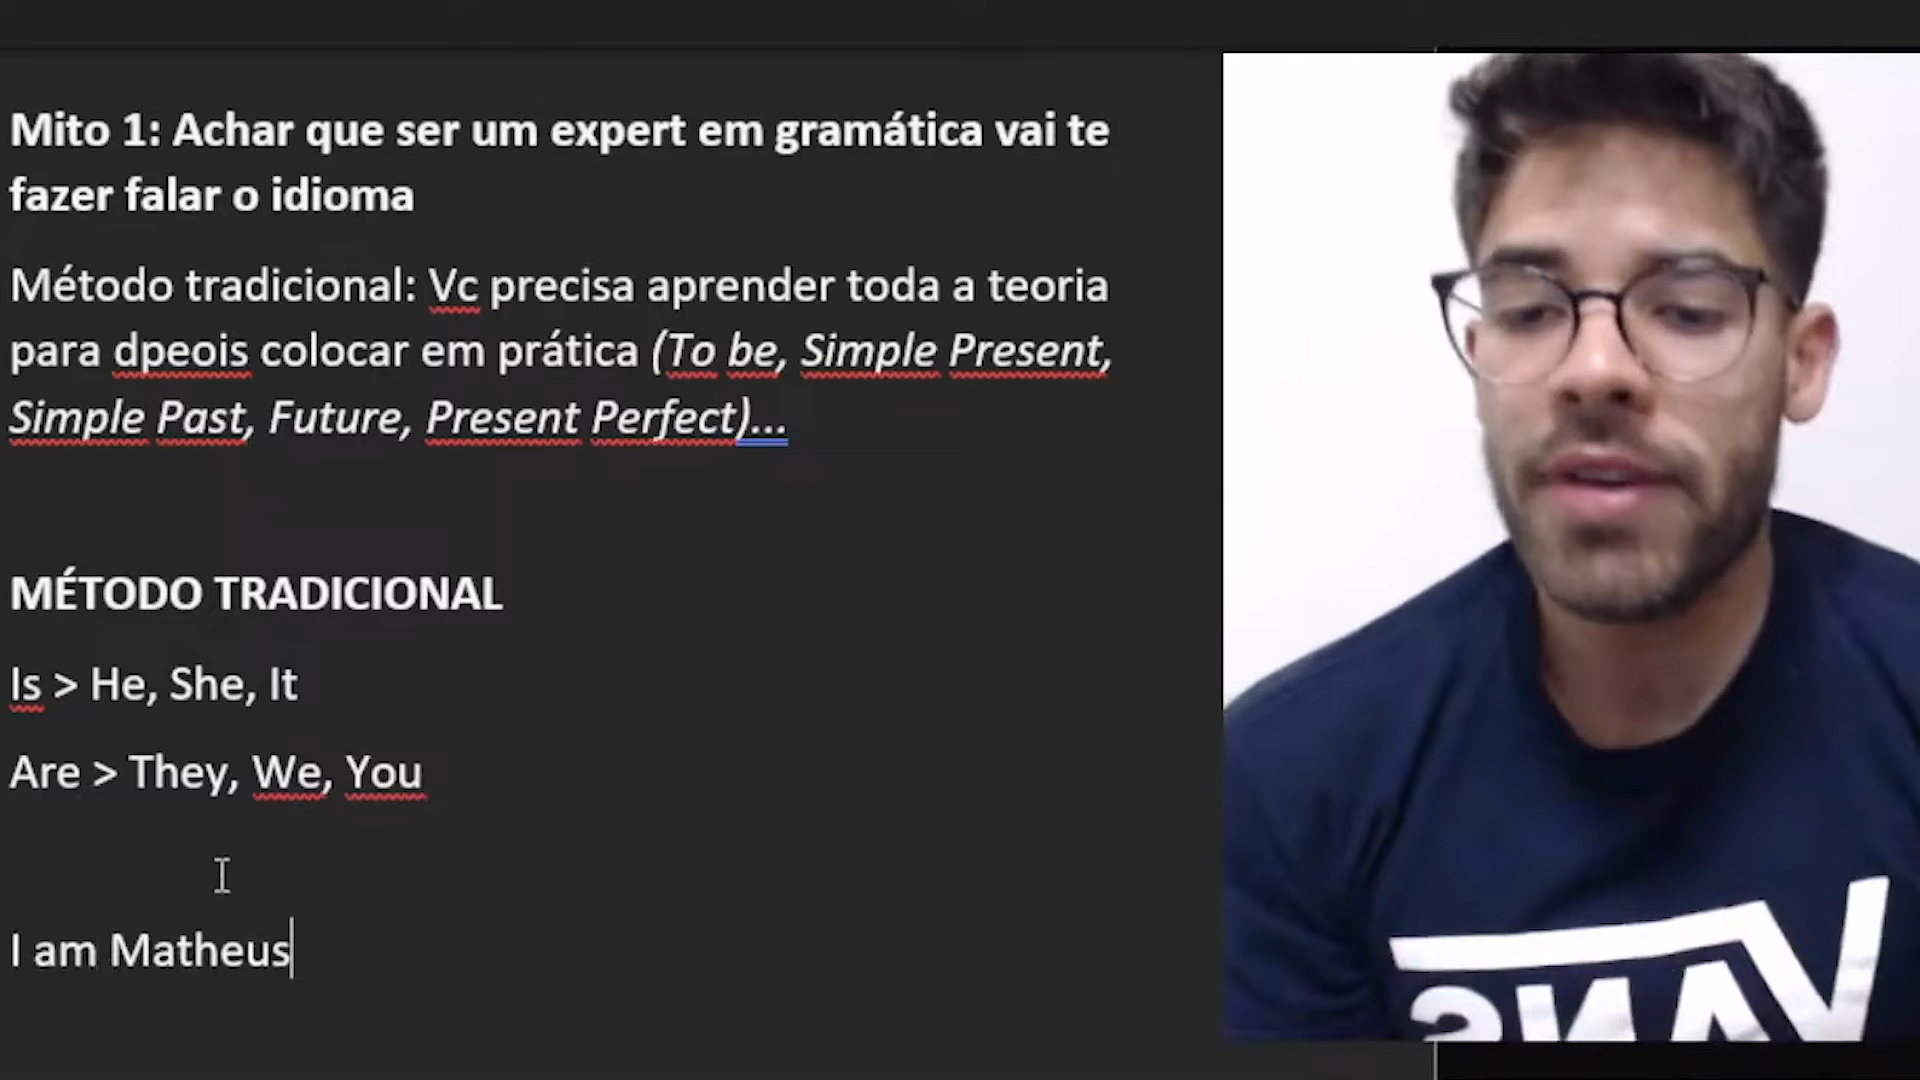 Mito 1: Achar que ser um expert em gramática vai te
fazer falar o idioma
Método tradicional: Vc precisa aprender toda a teoria
para dpeois colocar em prática (To be, Simple Present,
Simple Past, Future, Present Perfect)...
MÉTODO TRADICIONAL
Is > He, She, It
Are > They, We, You
I am Matheus
VANS